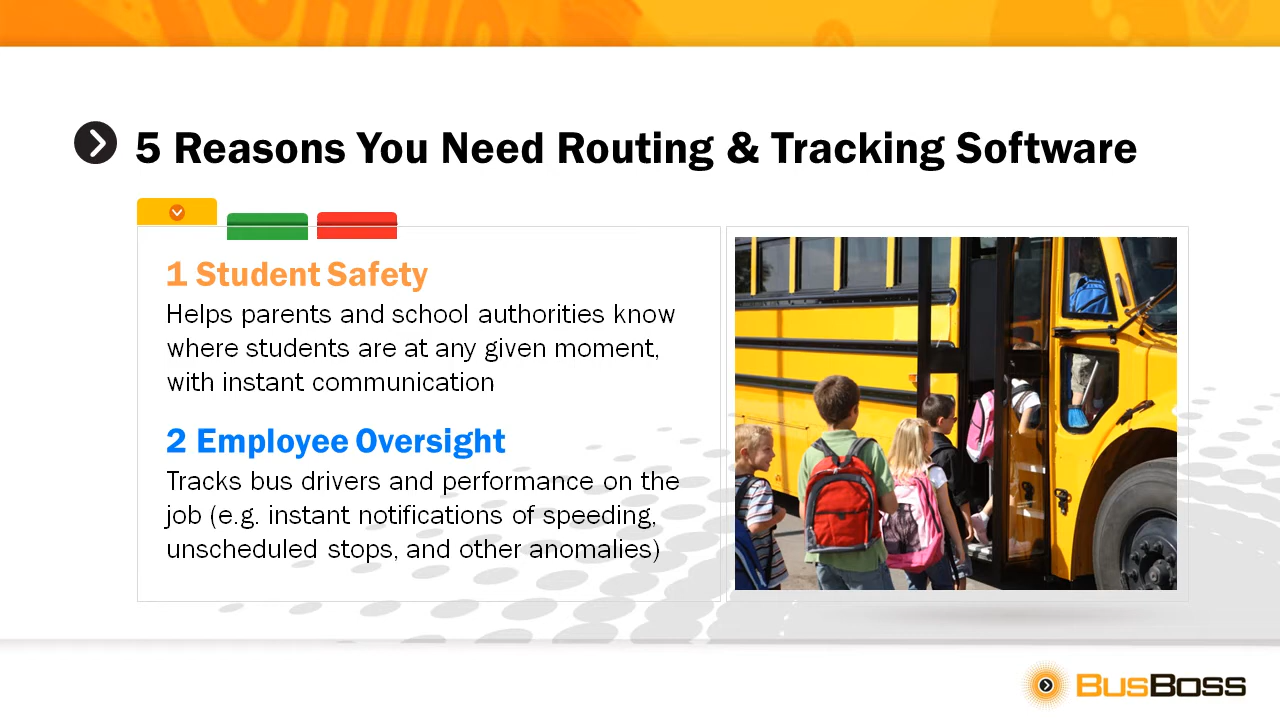 5 Reasons You Need Routing & Tracking Software
1 Student Safety
Helps parents and school authorities know
where students are at any given moment,
with instant communication
2 Employee Oversight
Tracks bus drivers and performance on the
job (e.g. instant notifications of speeding,
unscheduled stops, and other anomalies)
BusBoss